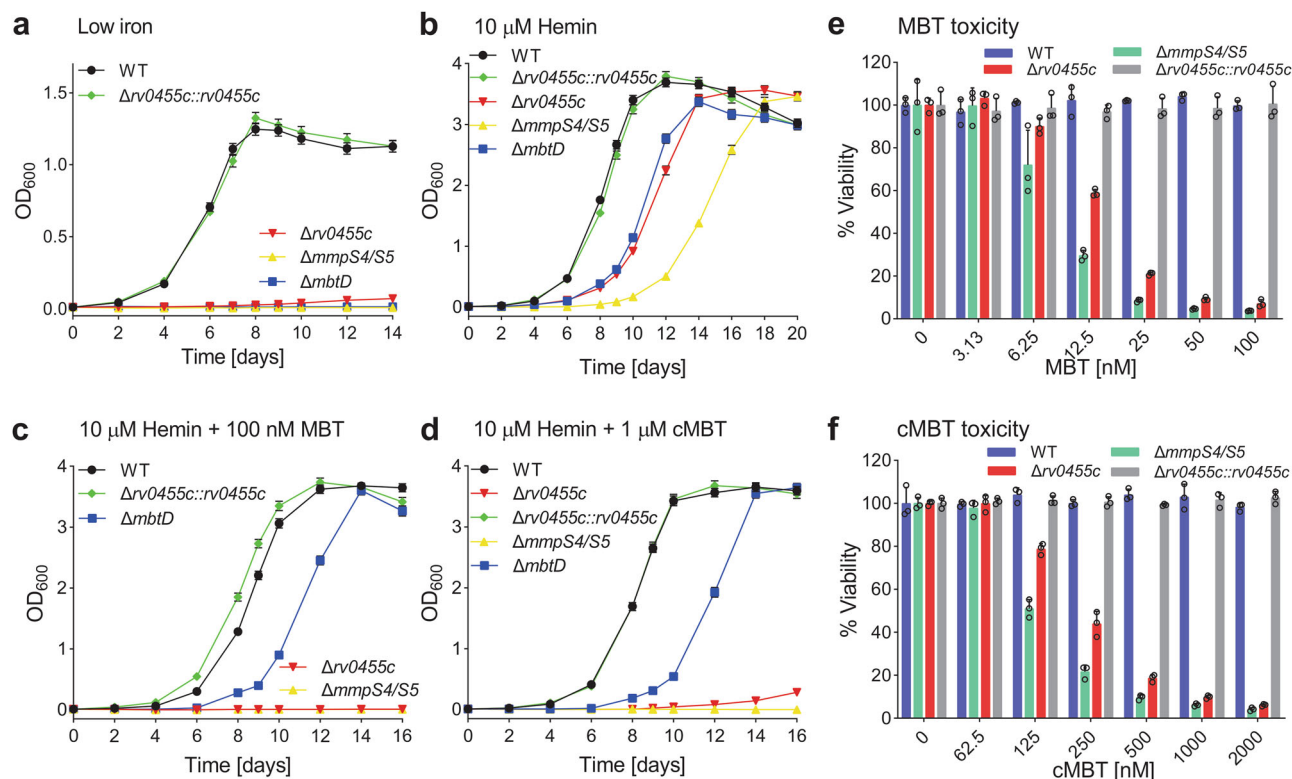 a Low iron
WT
Δrv0455c::rv0455c
1.5
1.0
0.5
0.0
OD600
Δrv0455c
ΔmmpS4/S5
ΔmbtD
0 2 4 6 8 10 12 14
Time [days]
b 10 μM Hemin
WT
Δrv0455c::rv0455c
Δrv0455c
ΔmmpS4/S5
ΔmbtD
4
3
2
1
0
OD600
0 2 4 6 8 10 12 14 16 18 20
Time [days]
c 10 μM Hemin + 100 nM MBT
WT
Δrv0455c::rv0455c
ΔmbtD
4
3
2
1
0
OD600
Δrv0455c
ΔmmpS4/S5
0 2 4 6 8 10 12 14 16
Time [days]
d 10 μM Hemin + 1 μM cMBT
WT
Δrv0455c
Δrv0455c::rv0455c
ΔmmpS4/S5
ΔmbtD
4
3
2
1
0
OD600
0 2 4 6 8 10 12 14 16
Time [days]
e MBT toxicity
WT ΔmmpS4/S5
Δrv0455c Δrv0455c::rv0455c
120
100
80
60
40
20
0
% Viability
0 3.13 6.25 12.5 25 50 100
MBT [nM]
f cMBT toxicity
WT ΔmmpS4/S5
Δrv0455c Δrv0455c::rv0455c
120
100
80
60
40
20
0
% Viability
0 62.5 125 250 500 1000 2000
cMBT [nM]